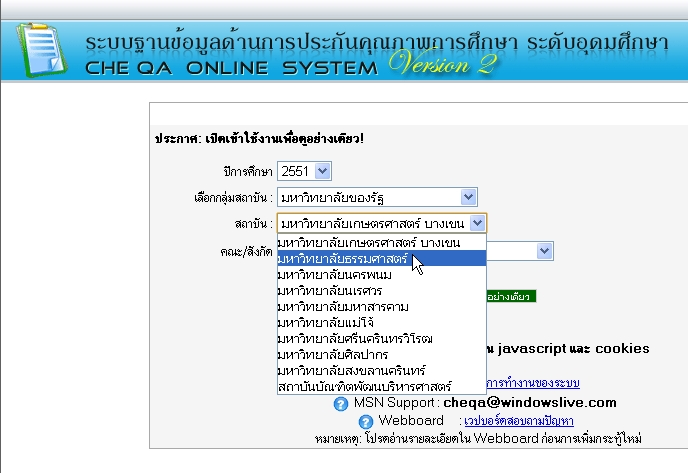 ระบบฐานข้อมูลด้านการประกันคุณภาพการศึกษา ระดับอุดมศึกษา
CHE QA ONLINE SYSTEM Version 2
ประกาศ: เปิดเข้าใช้งานเพื่อดูอย่างเดียว!
ปีการศึกษา 2551
เลือกกลุ่มสถาบัน : มหาวิทยาลัยของรัฐ
สถาบัน : มหาวิทยาลัยเกษตรศาสตร์ บางเขน
มหาวิทยาลัยเกษตรศาสตร์ บางเขน
คณะ/สังกัด มหาวิทยาลัยธรรมศาสตร์
มหาวิทยาลัยนครพนม
มหาวิทยาลัยนเรศวร
มหาวิทยาลัยมหาสารคาม อย่างเดียว
มหาวิทยาลัยแม่โจ้
มหาวิทยาลัยศรีนครินทรวิโรฒ
มหาวิทยาลัยศิลปากร javascript และ cookies
มหาวิทยาลัยสงขลานครินทร์
สถาบันบัณฑิตพัฒนบริหารศาสตร์ การทำงานของระบบ
MSN Support : cheqa@windowslive.com
Webboard : เวปบอร์ดสอบถามปัญหา
หมายเหตุ: โปรดอ่านรายละเอียดใน Webboard ก่อนการเพิ่มกระทู้ใหม่